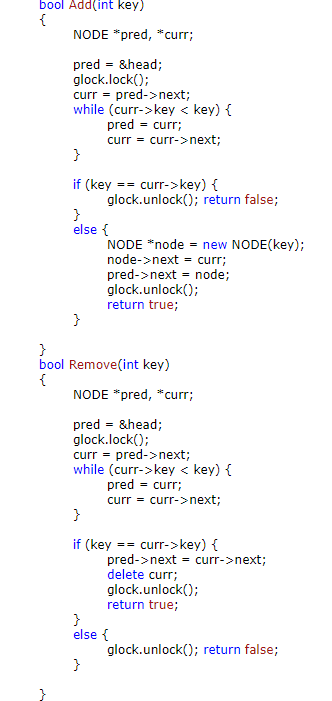 bool Add(int key)
{
NODE *pred, *curr;
pred = &head;
glock.lock();
curr = pred->next;
while (curr->key < key) {
pred = curr;
curr = curr->next;
}
if (key == curr->key) {
glock.unlock(); return false;
}
else {
NODE *node = new NODE(key);
node->next = curr;
pred->next = node;
glock.unlock();
return true;
}
}
bool Remove(int key)
{
NODE *pred, *curr;
pred = &head;
glock.lock();
curr = pred->next;
while (curr->key < key) {
pred = curr;
curr = curr->next;
}
if (key == curr->key) {
pred->next = curr->next;
delete curr;
glock.unlock();
return true;
}
else {
glock.unlock(); return false;
}
}